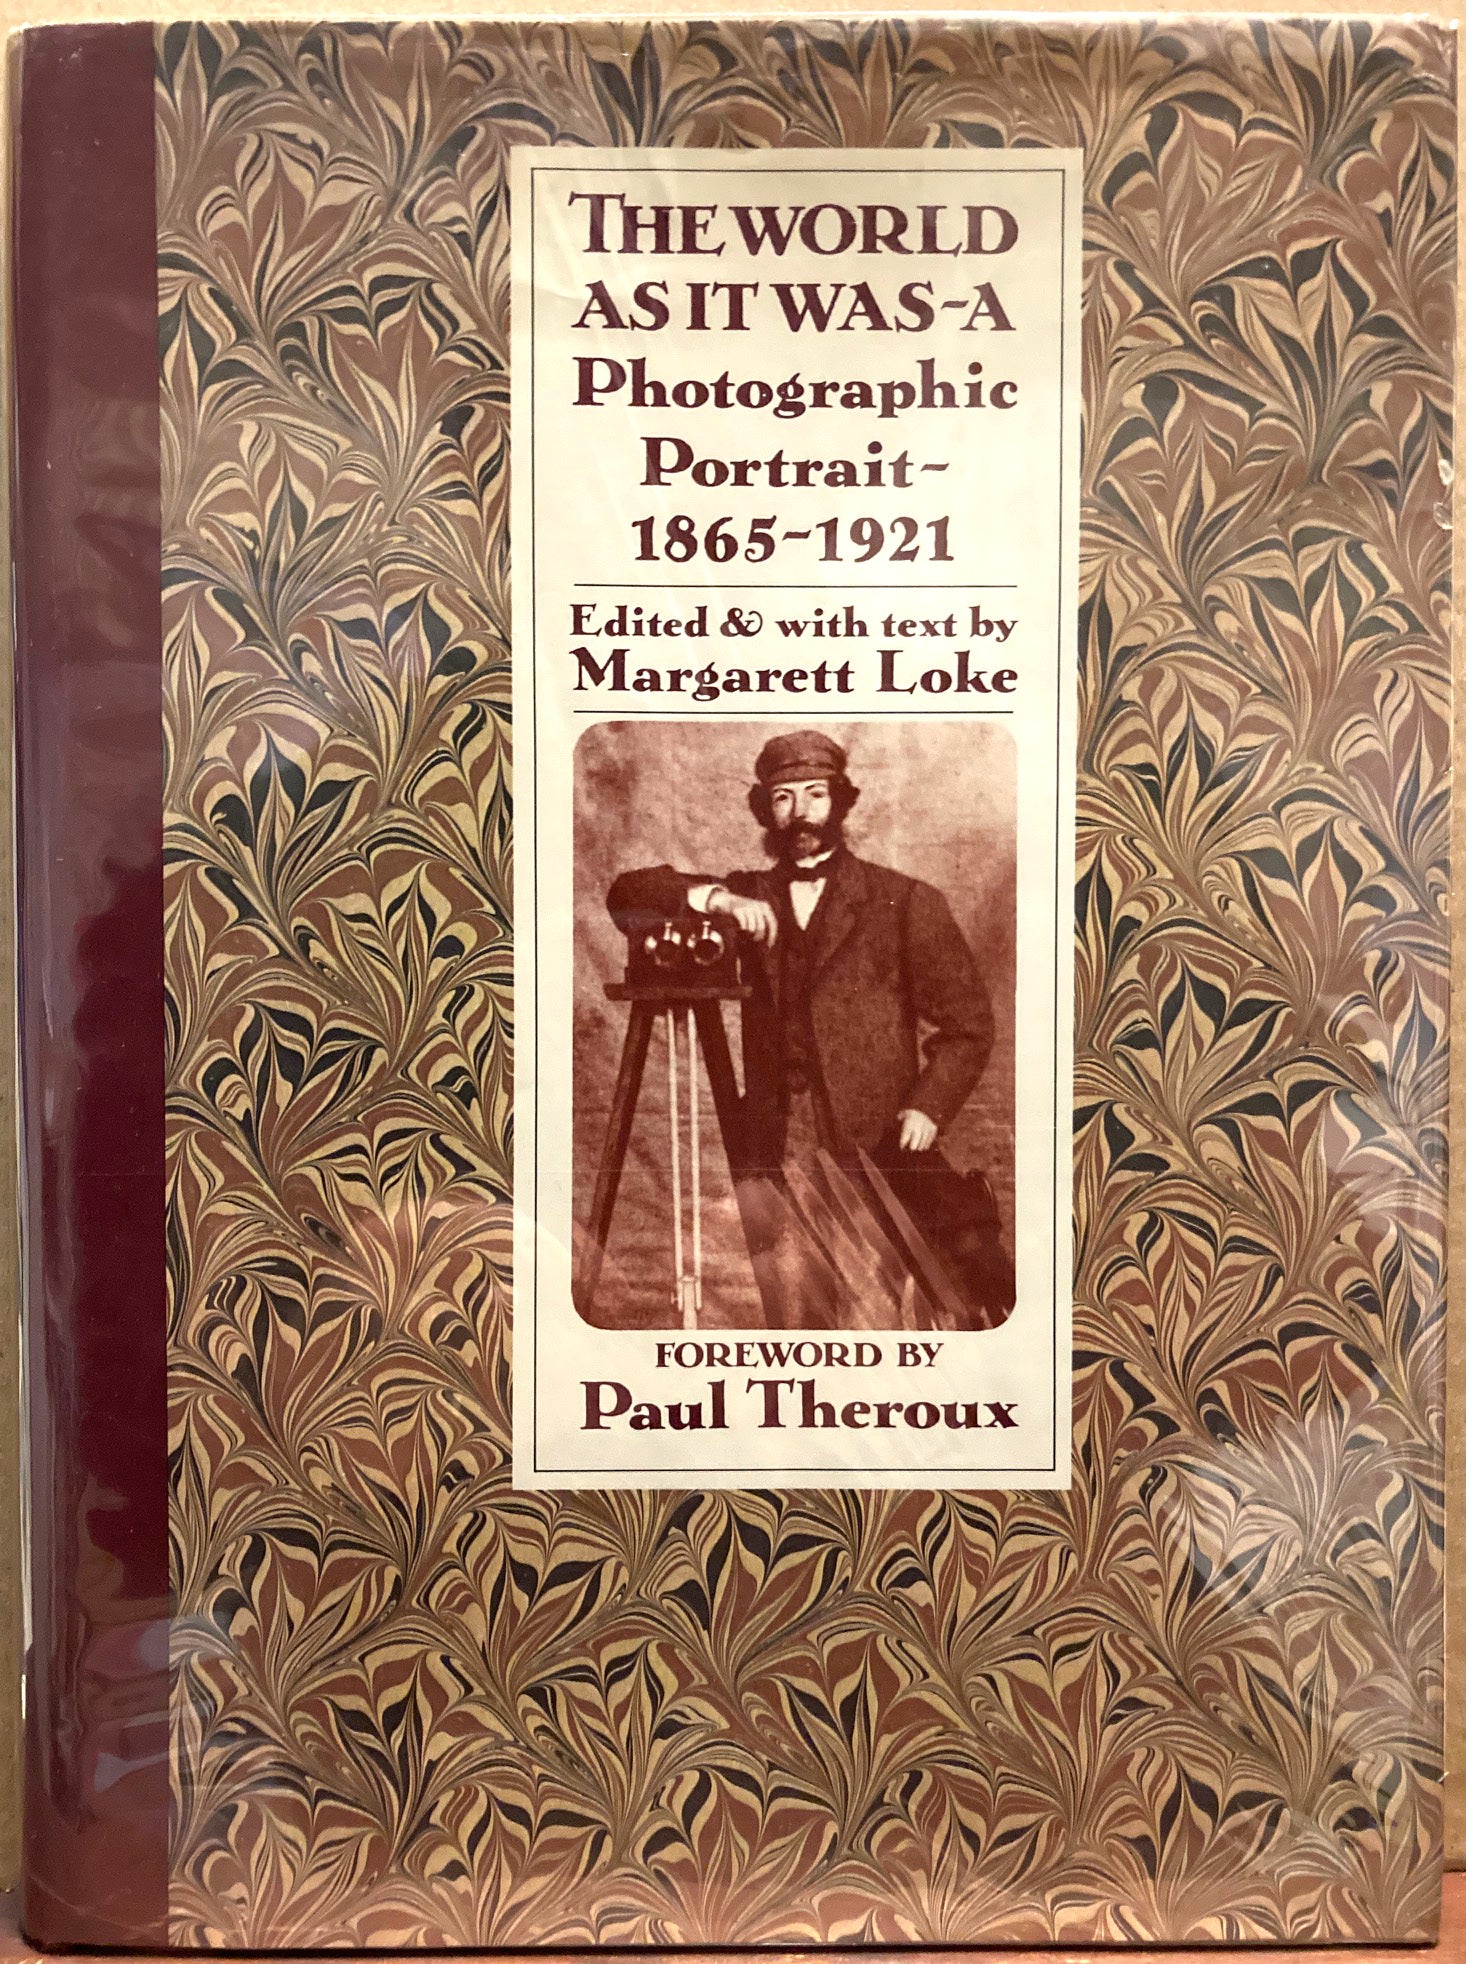 THE WORLD
AS IT WAS~A
Photographic
Portrait~
1865~1921
Edited & with text by
Margarett Loke
FOREWORD BY
Paul Theroux